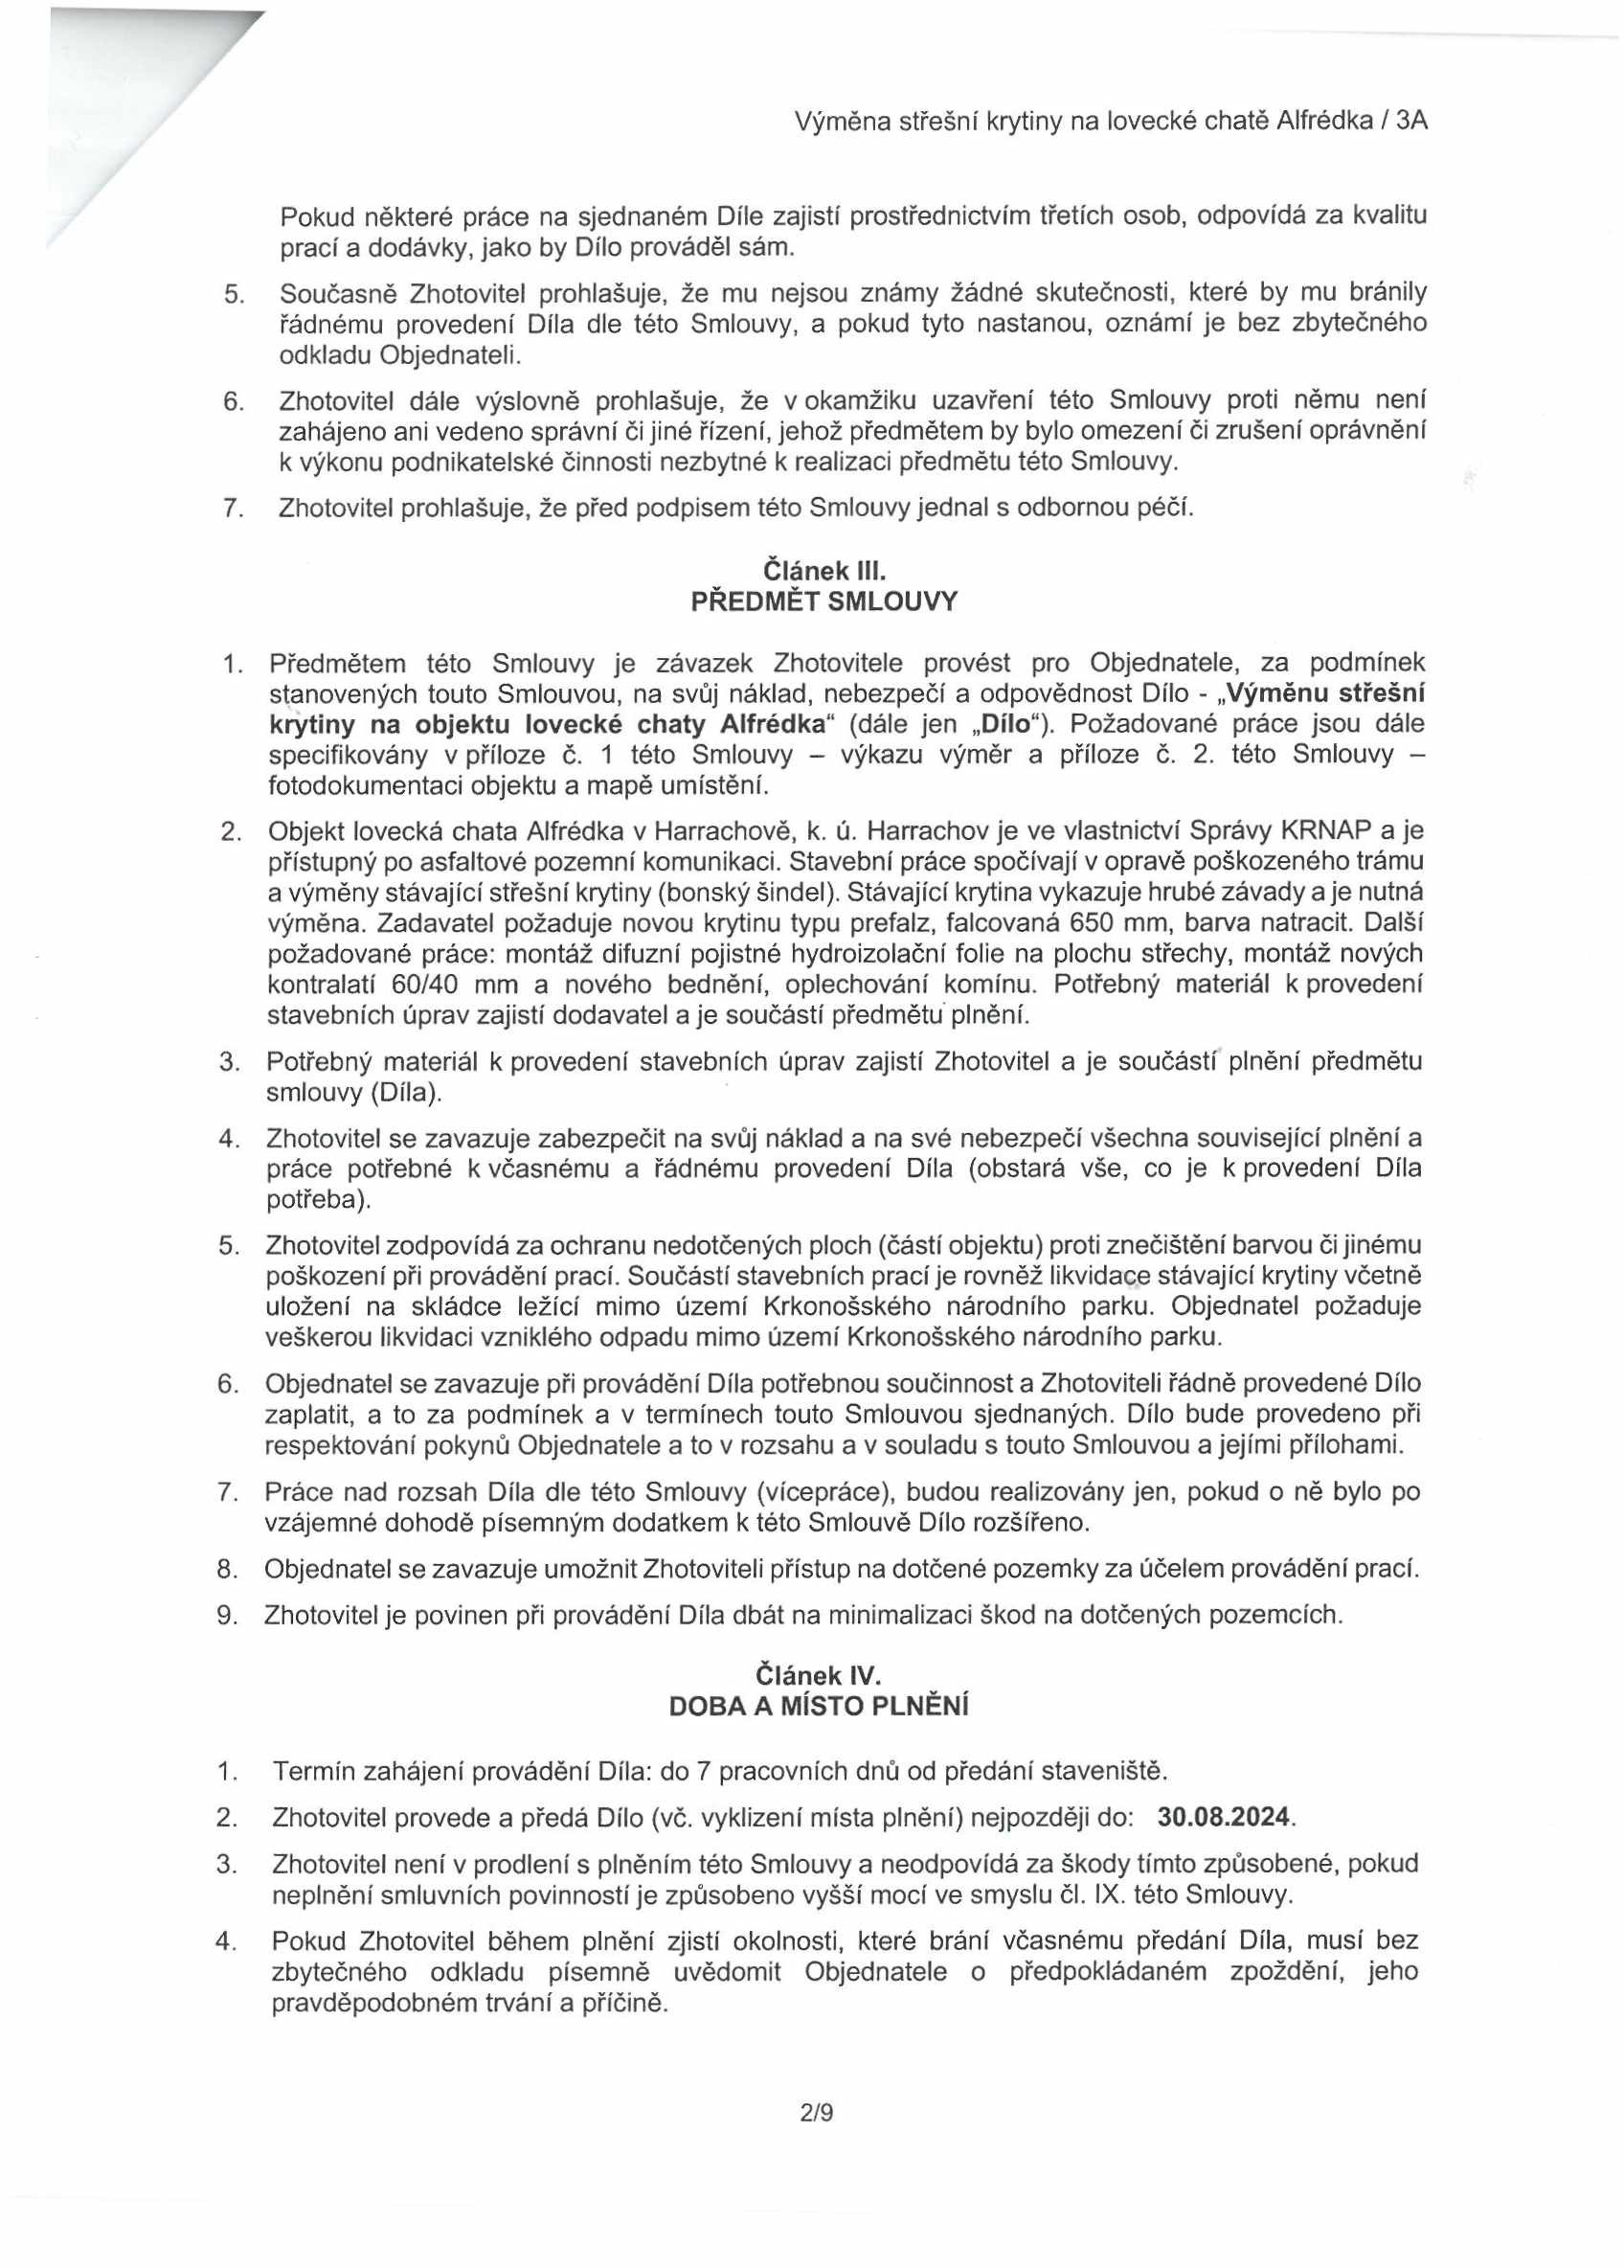 Výměna střešní krytiny na lovecké chatě Alfrédka / 3A
Pokud některé práce na sjednaném Díle zajistí prostřednictvím třetích osob, odpovídá za kvalitu
prací a dodávky, jako by Dílo prováděl sám.
5. Současně Zhotovitel prohlašuje, že mu nejsou známy žádné skutečnosti, které by mu bránily
řádnému provedení Díla dle této Smlouvy, a pokud tyto nastanou, oznámí je bez zbytečného
odkladu Objednateli.
6. Zhotovitel dále výslovně prohlašuje, že v okamžiku uzavření této Smlouvy proti němu není
zahájeno ani vedeno správní či jiné řízení, jehož předmětem by bylo omezení či zrušení oprávnění
k výkonu podnikatelské činnosti nezbytné k realizaci předmětu této Smlouvy.
7. Zhotovitel prohlašuje, že před podpisem této Smlouvy jednal s odbornou péčí.
Článek III.
PŘEDMĚT SMLOUVY
1. Předmětem této Smlouvy je závazek Zhotovitele provést pro Objednatele, za podmínek
stanovených touto Smlouvou, na svůj náklad, nebezpečí a odpovědnost Dílo - „Výměnu střešní
krytiny na objektu lovecké chaty Alfrédka“ (dále jen „Dílo“). Požadované práce jsou dále
specifikovány v příloze č. 1 této Smlouvy – výkazu výměr a příloze č. 2. této Smlouvy –
fotodokumentaci objektu a mapě umístění.
2. Objekt lovecká chata Alfrédka v Harrachově, k. ú. Harrachov je ve vlastnictví Správy KRNAP a je
přístupný po asfaltové pozemní komunikaci. Stavební práce spočívají v opravě poškozeného trámu
a výměny stávající střešní krytiny (bonský šindel). Stávající krytina vykazuje hrubé závady a je nutná
výměna. Zadavatel požaduje novou krytinu typu prefalz, falcovaná 650 mm, barva natracit. Další
požadované práce: montáž difuzní pojistné hydroizolační folie na plochu střechy, montáž nových
kontralatí 60/40 mm a nového bednění, oplechování komínu. Potřebný materiál k provedení
stavebních úprav zajistí dodavatel a je součástí předmětu plnění.
3. Potřebný materiál k provedení stavebních úprav zajistí Zhotovitel a je součástí plnění předmětu
smlouvy (Díla).
4. Zhotovitel se zavazuje zabezpečit na svůj náklad a na své nebezpečí všechna související plnění a
práce potřebné k včasnému a řádnému provedení Díla (obstará vše, co je k provedení Díla
potřeba).
5. Zhotovitel zodpovídá za ochranu nedotčených ploch (částí objektu) proti znečištění barvou či jinému
poškození při provádění prací. Součástí stavebních prací je rovněž likvidace stávající krytiny včetně
uložení na skládce ležící mimo území Krkonošského národního parku. Objednatel požaduje
veškerou likvidaci vzniklého odpadu mimo území Krkonošského národního parku.
6. Objednatel se zavazuje při provádění Díla potřebnou součinnost a Zhotoviteli řádně provedené Dílo
zaplatit, a to za podmínek a v termínech touto Smlouvou sjednaných. Dílo bude provedeno při
respektování pokynů Objednatele a to v rozsahu a v souladu s touto Smlouvou a jejími přílohami.
7. Práce nad rozsah Díla dle této Smlouvy (vícepráce), budou realizovány jen, pokud o ně bylo po
vzájemné dohodě písemným dodatkem k této Smlouvě Dílo rozšířeno.
8. Objednatel se zavazuje umožnit Zhotoviteli přístup na dotčené pozemky za účelem provádění prací.
9. Zhotovitel je povinen při provádění Díla dbát na minimalizaci škod na dotčených pozemcích.
Článek IV.
DOBA A MÍSTO PLNĚNÍ
1. Termín zahájení provádění Díla: do 7 pracovních dnů od předání staveniště.
2. Zhotovitel provede a předá Dílo (vč. vyklizení místa plnění) nejpozději do: 30.08.2024.
3. Zhotovitel není v prodlení s plněním této Smlouvy a neodpovídá za škody tímto způsobené, pokud
neplnění smluvních povinností je způsobeno vyšší mocí ve smyslu čl. IX. této Smlouvy.
4. Pokud Zhotovitel během plnění zjistí okolnosti, které brání včasnému předání Díla, musí bez
zbytečného odkladu písemně uvědomit Objednatele o předpokládaném zpoždění, jeho
pravděpodobném trvání a příčině.
2/9